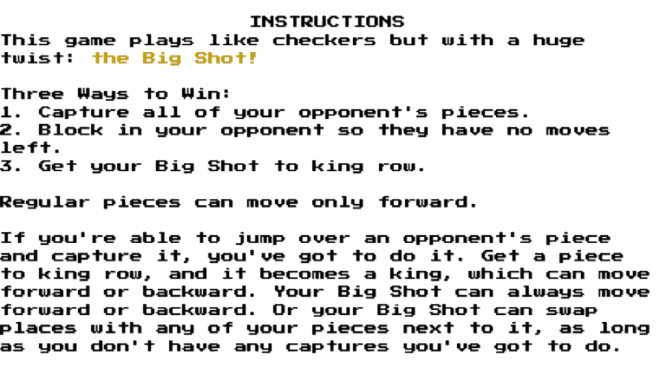 INSTRUCTIONS
This game plays like checkers but with a huge
twist: the Big Shot!
Three Ways to Win:
1. Capture all of your opponent's pieces.
2. Block in your opponent so they have no moves
left.
3. Get your Big Shot to king row.
Regular pieces can move only forward.
If you're able to jump over an opponent's piece
and capture it, you've got to do it. Get a piece
to king row, and it becomes a king, which can move
forward or backward. Your Big Shot can always move
forward or backward. Or your Big Shot can swap
places with any of your pieces next to it, as long
as you don't have any captures you've got to do.